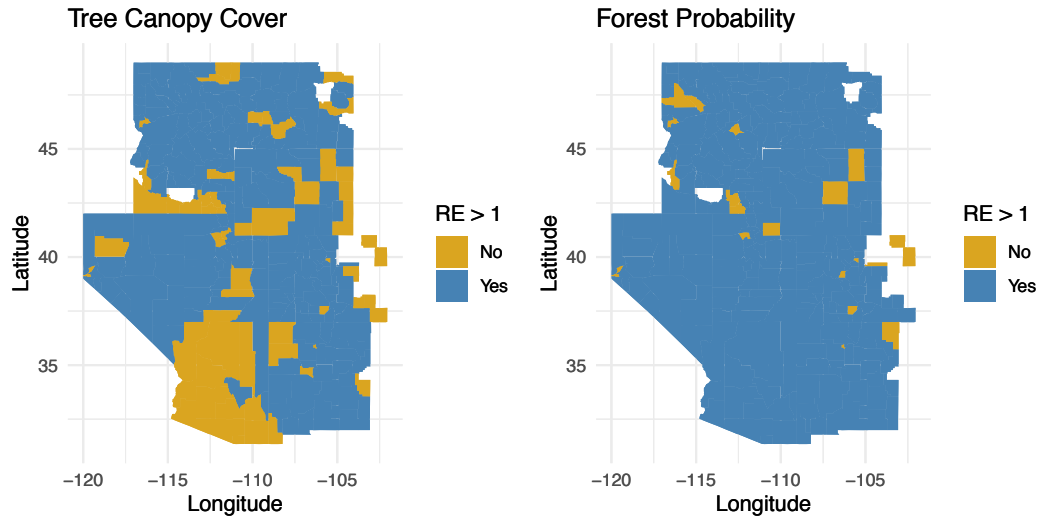 Tree Canopy Cover
45
40
35
−120
−115
−110
−105
Longitude
Latitude
RE > 1
No
Yes
Forest Probability
45
40
35
−120
−115
−110
−105
Longitude
Latitude
RE > 1
No
Yes